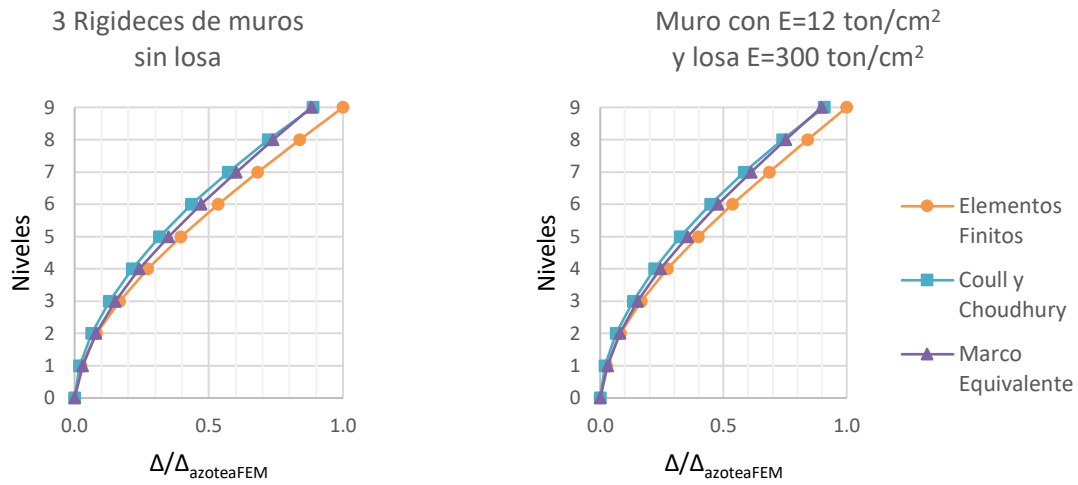 3 Rigideces de muros
sin losa
9
8
7
6
5
4
3
2
1
0
Niveles
0.0 0.5 1.0
Δ/Δazotea​FEM
Muro con E=12 ton/cm²
y losa E=300 ton/cm²
9
8
7
6
5
4
3
2
1
0
Niveles
0.0 0.5 1.0
Δ/ΔazoteaFEM
Elementos
Finitos
Coull y
Choudhury
Marco
Equivalente